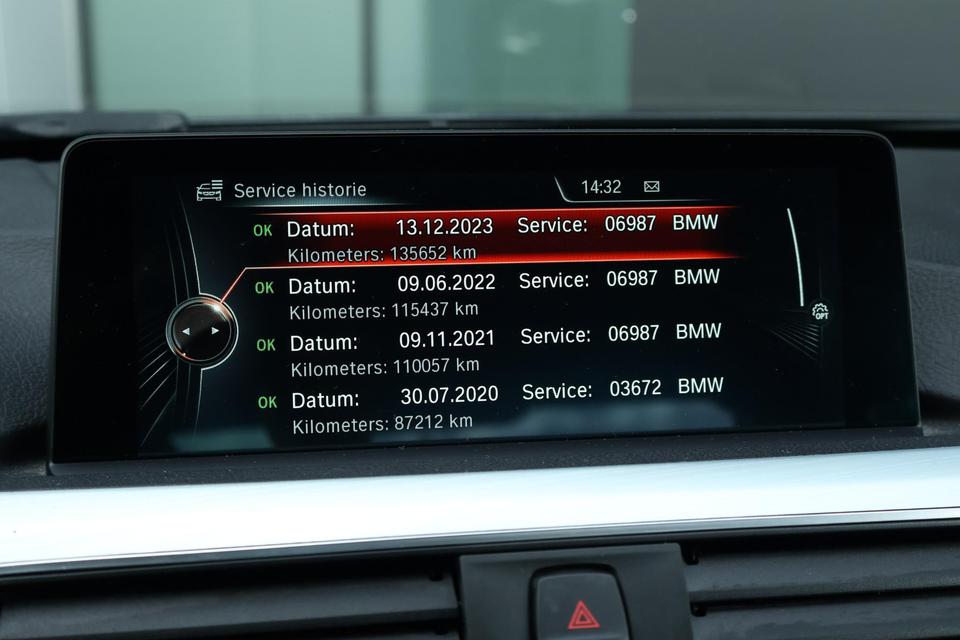 Service historie
14:32
OK Datum: 13.12.2023 Service: 06987 BMW
Kilometers: 135652 km
OK Datum: 09.06.2022 Service: 06987 BMW
Kilometers: 115437 km
OK Datum: 09.11.2021 Service: 06987 BMW
Kilometers: 110057 km
OK Datum: 30.07.2020 Service: 03672 BMW
Kilometers: 87212 km
OPT